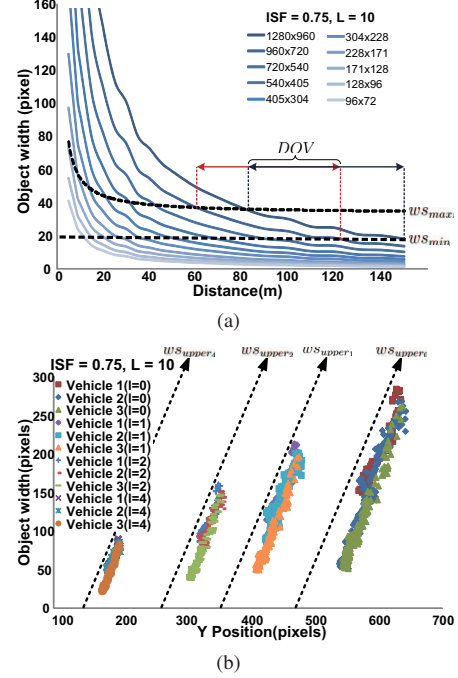 (a)
160
140
120
100
80
60
40
20
0
Object width (pixel)
ISF = 0.75, L = 10
1280x960
960x720
720x540
540x405
405x304
304x228
228x171
171x128
128x96
96x72
DOV
ws_max
ws_min
0 20 40 60 80 100 120 140
Distance(m)
(a)
(b)
ws_upper4 ws_upper2 ws_upper1 ws_upper0
ISF = 0.75, L = 10
300
250
200
150
100
50
0
Object width(pixels)
Vehicle 1(l=0)
Vehicle 2(l=0)
Vehicle 3(l=0)
Vehicle 1(l=1)
Vehicle 2(l=1)
Vehicle 3(l=1)
Vehicle 1(l=2)
Vehicle 2(l=2)
Vehicle 3(l=2)
Vehicle 1(l=4)
Vehicle 2(l=4)
Vehicle 3(l=4)
100 200 300 400 500 600 700
Y Position(pixels)
(b)